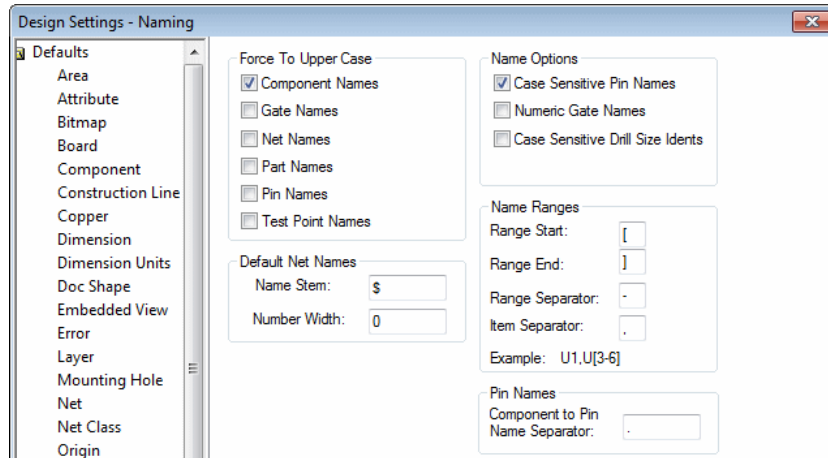 Design Settings - Naming
Defaults
Area
Attribute
Bitmap
Board
Component
Construction Line
Copper
Dimension
Dimension Units
Doc Shape
Embedded View
Error
Layer
Mounting Hole
Net
Net Class
Origin
Force To Upper Case
Component Names
Gate Names
Net Names
Part Names
Pin Names
Test Point Names
Default Net Names
Name Stem: $
Number Width: 0
Name Options
Case Sensitive Pin Names
Numeric Gate Names
Case Sensitive Drill Size Idents
Name Ranges
Range Start: [
Range End: ]
Range Separator: -
Item Separator: ,
Example: U1,U[3-6]
Pin Names
Component to Pin
Name Separator: .